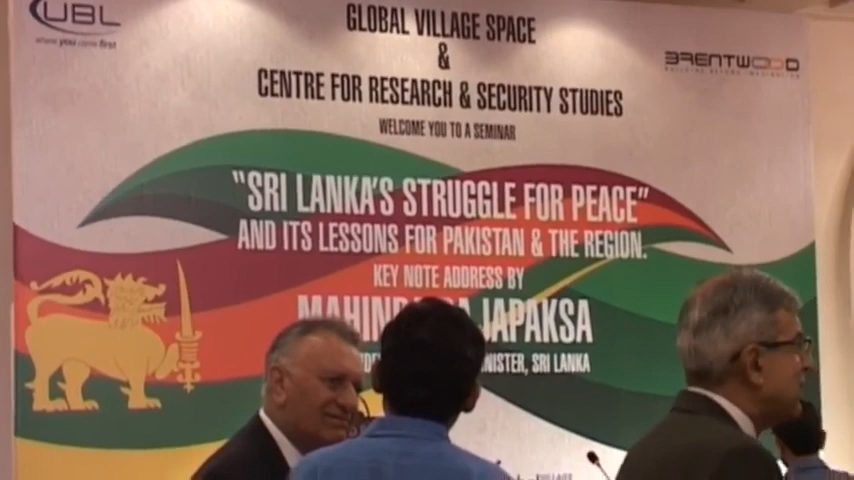 UBL
where you come first
GLOBAL VILLAGE SPACE
&
CENTRE FOR RESEARCH & SECURITY STUDIES
BRENTWOOD
WELCOME YOU TO A SEMINAR
"SRI LANKA'S STRUGGLE FOR PEACE"
AND ITS LESSONS FOR PAKISTAN & THE REGION.
KEY NOTE ADDRESS BY
SRI LANKA